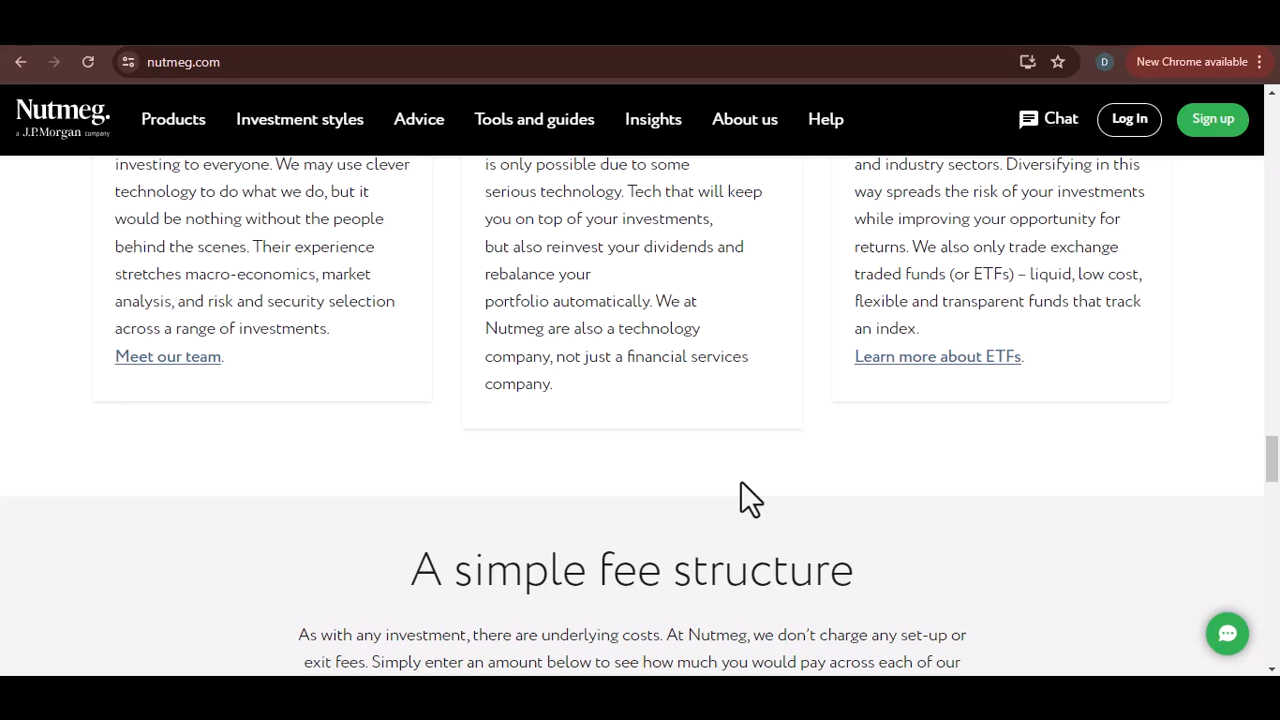 nutmeg.com
D
New Chrome available
Nutmeg.
a J.P.Morgan company
Products
Investment styles
Advice
Tools and guides
Insights
About us
Help
Chat
Log In
Sign up
investing to everyone. We may use clever
technology to do what we do, but it
would be nothing without the people
behind the scenes. Their experience
stretches macro-economics, market
analysis, and risk and security selection
across a range of investments.
Meet our team.
is only possible due to some
serious technology. Tech that will keep
you on top of your investments,
but also reinvest your dividends and
rebalance your
portfolio automatically. We at
Nutmeg are also a technology
company, not just a financial services
company.
and industry sectors. Diversifying in this
way spreads the risk of your investments
while improving your opportunity for
returns. We also only trade exchange
traded funds (or ETFs) – liquid, low cost,
flexible and transparent funds that track
an index.
Learn more about ETFs.
A simple fee structure
As with any investment, there are underlying costs. At Nutmeg, we don’t charge any set-up or
exit fees. Simply enter an amount below to see how much you would pay across each of our